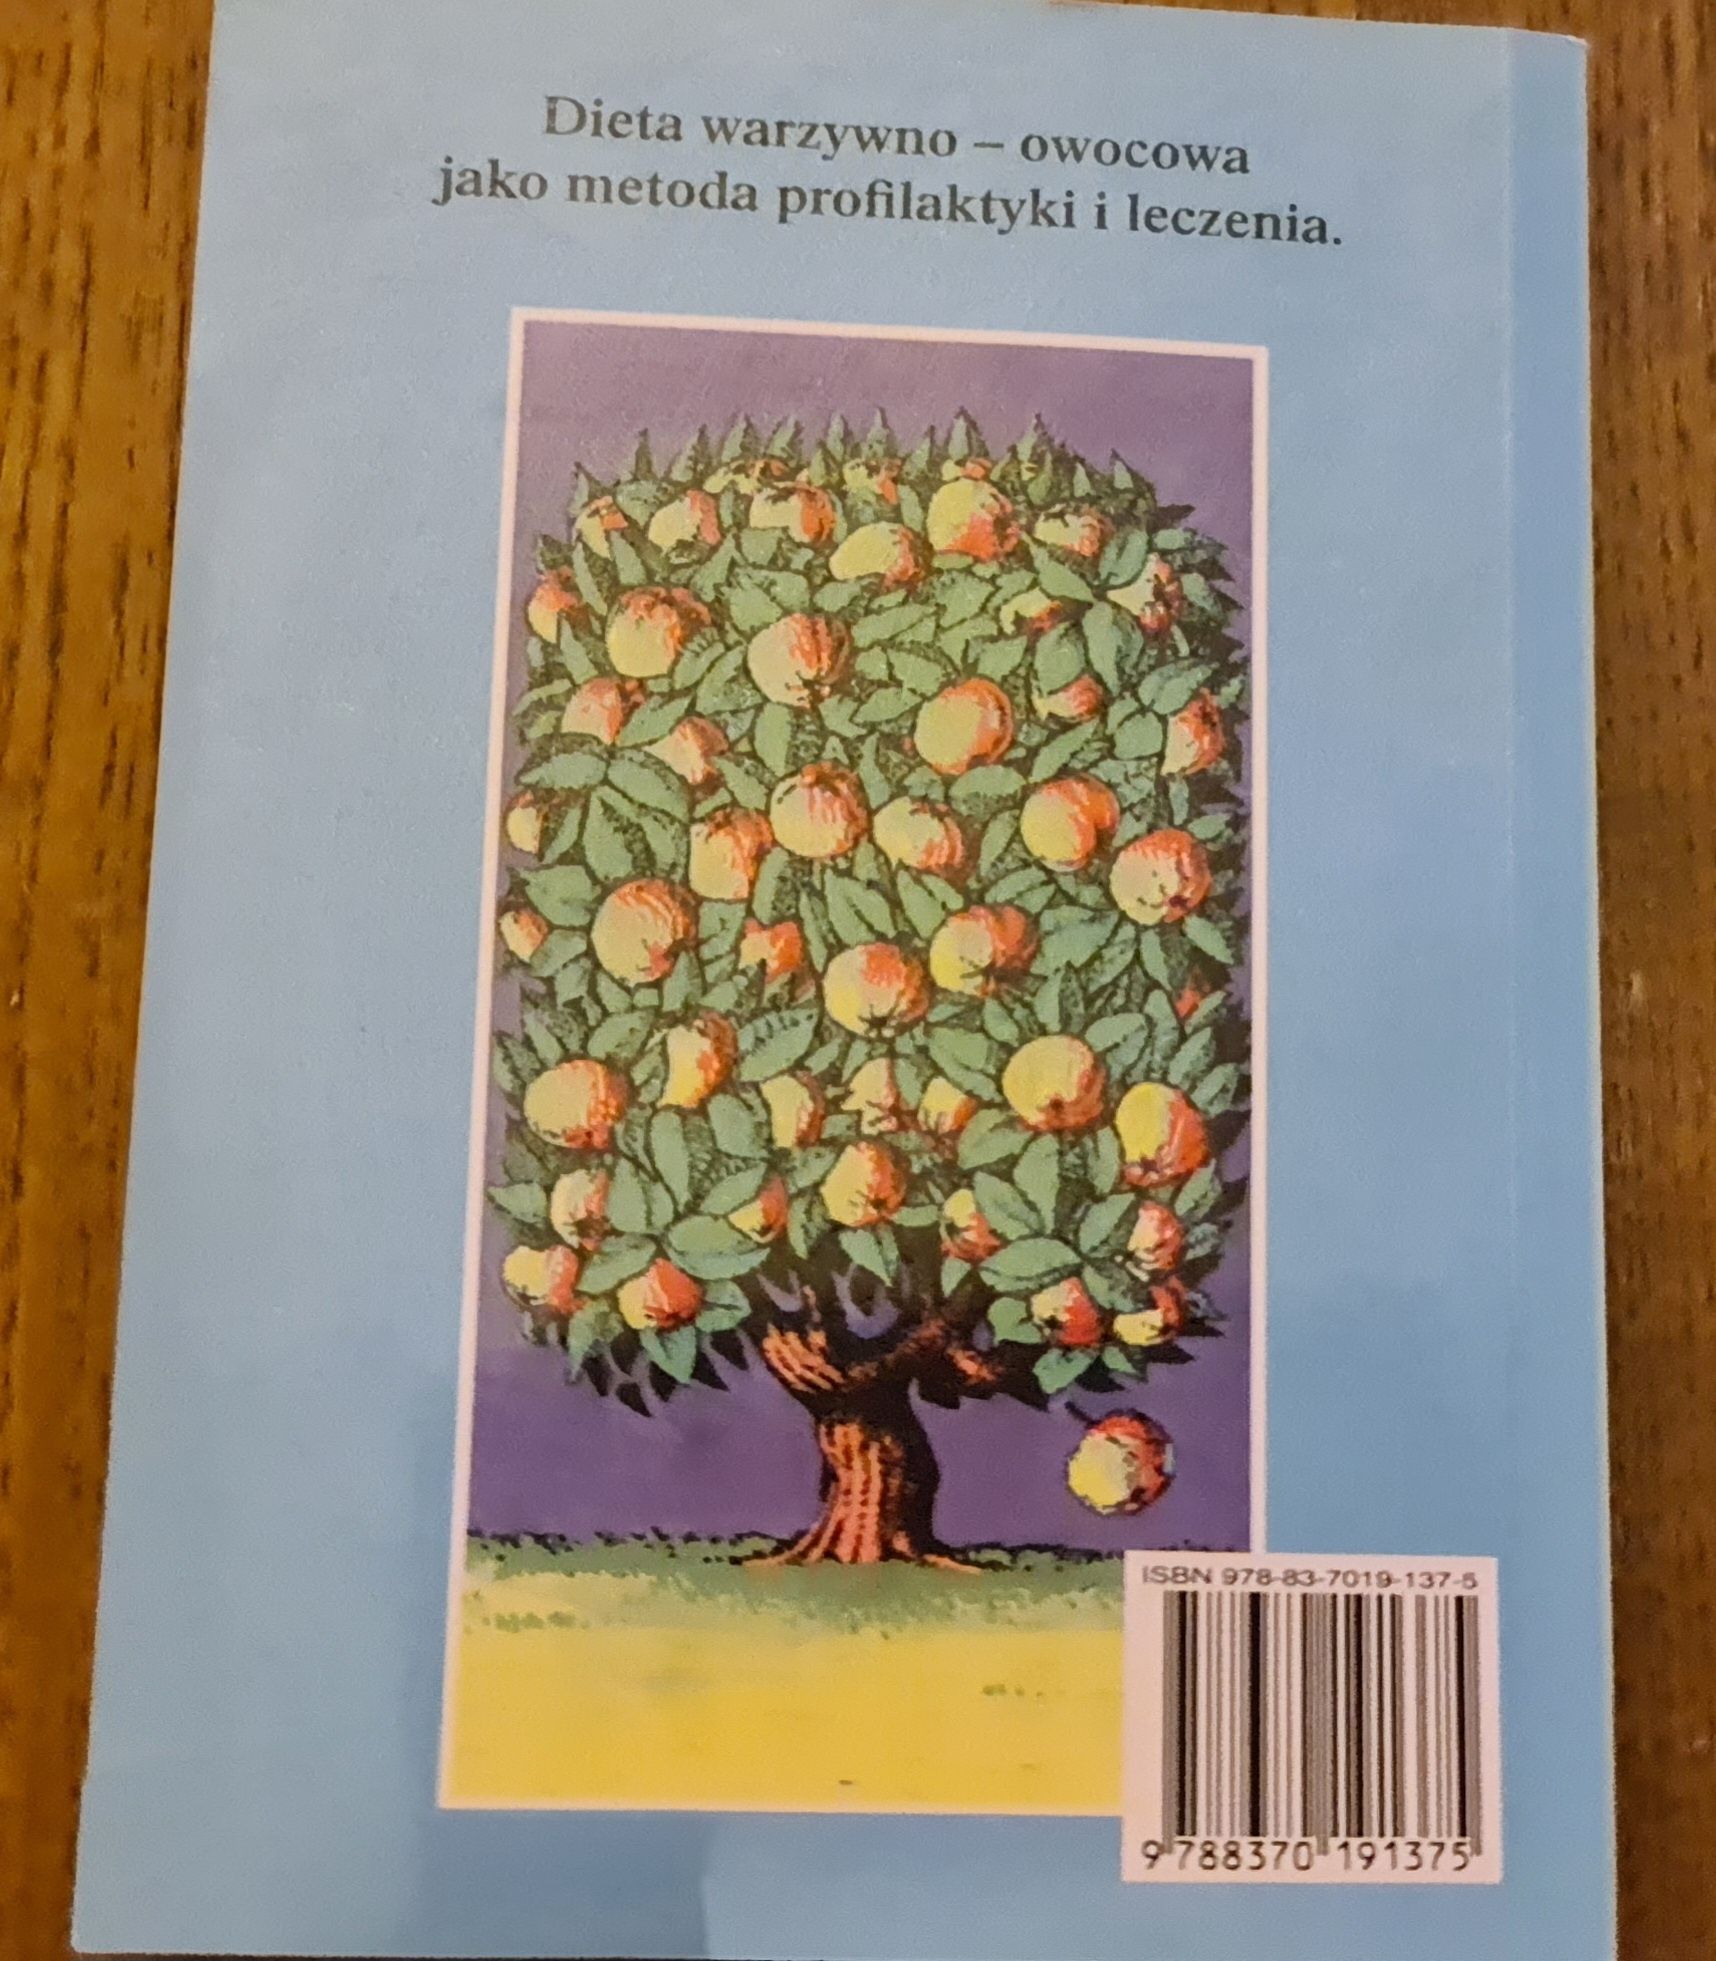 Dieta warzywno – owocowa
jako metoda profilaktyki i leczenia.
ISBN 978-83-7019-137-5
9 788370 191375